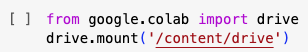 [ ] from google.colab import drive
drive.mount('/content/drive')